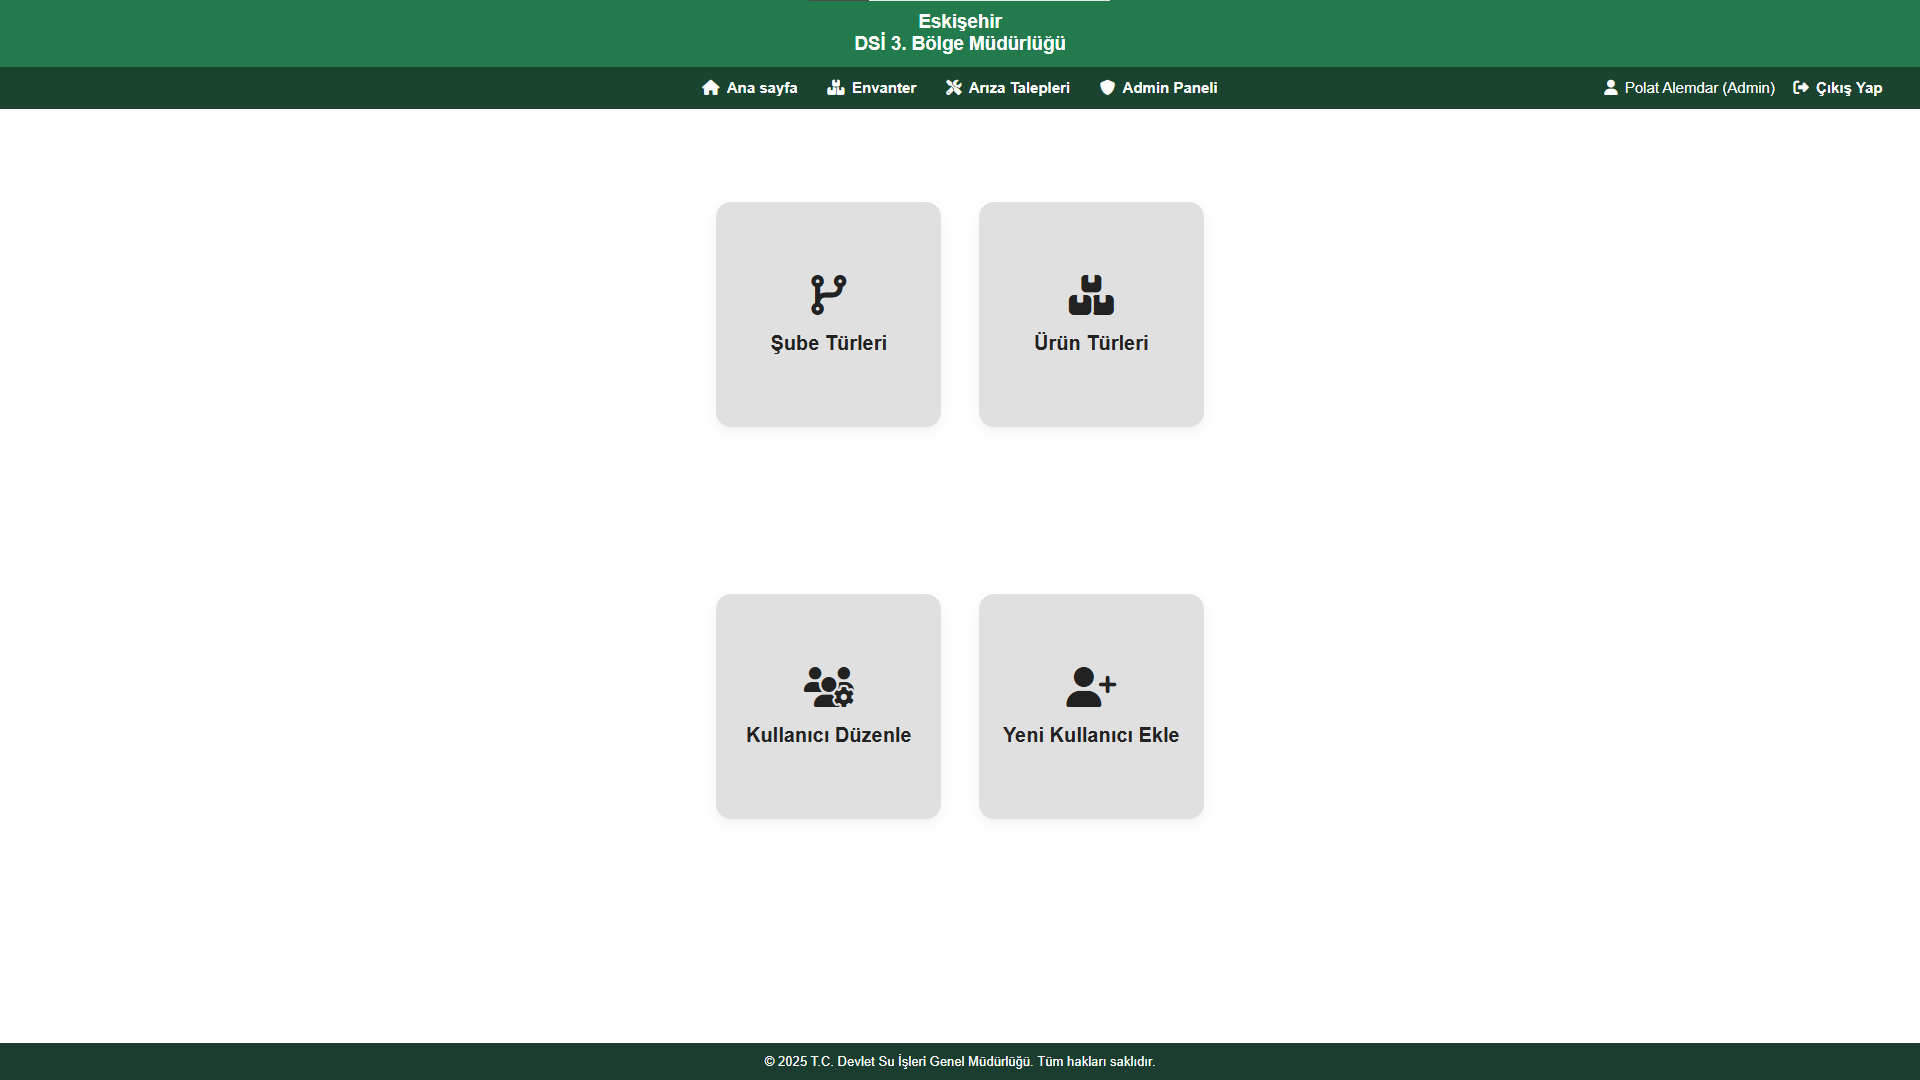 Eskişehir
DSİ 3. Bölge Müdürlüğü
Ana sayfa Envanter Arıza Talepleri Admin Paneli Polat Alemdar (Admin) Çıkış Yap
Şube Türleri Ürün Türleri
Kullanıcı Düzenle Yeni Kullanıcı Ekle
© 2025 T.C. Devlet Su İşleri Genel Müdürlüğü. Tüm hakları saklıdır.